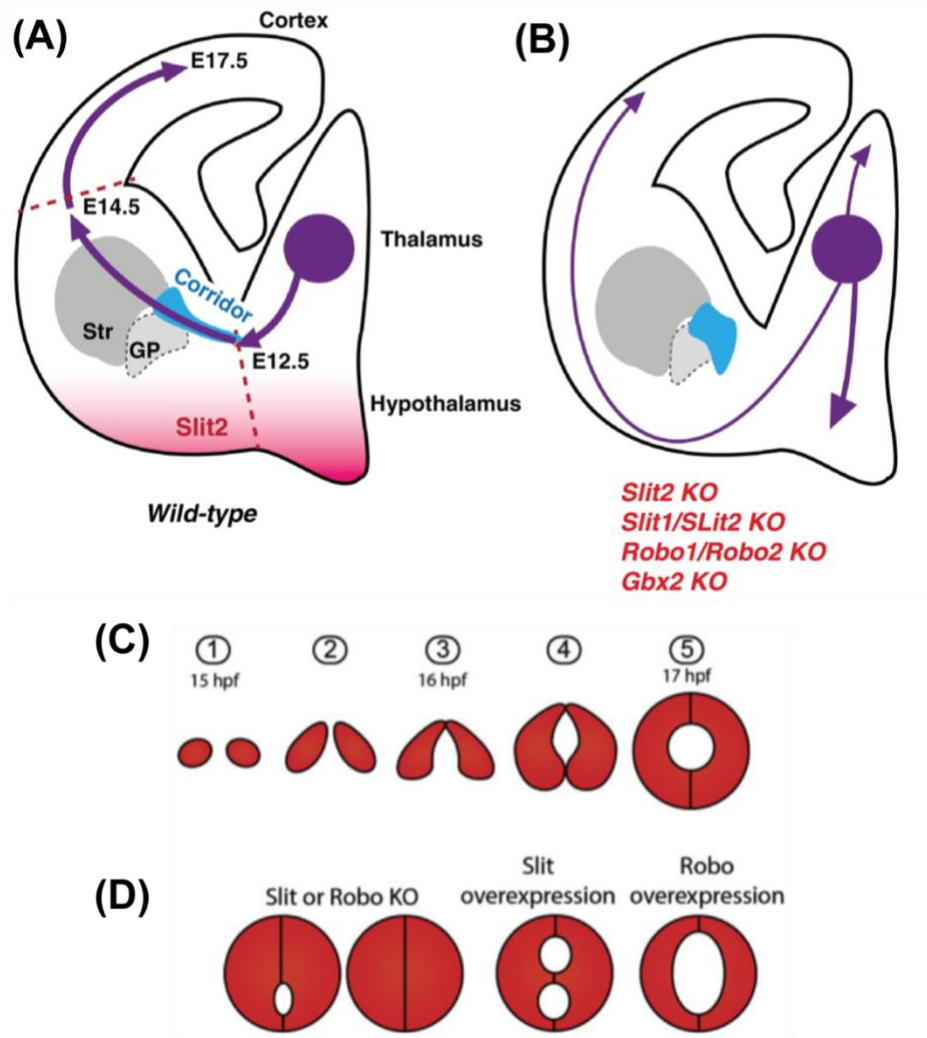 (A)
Cortex
E17.5
E14.5
Thalamus
Corridor
Str
GP
E12.5
Hypothalamus
Slit2
Wild-type
(B)
Slit2 KO
Slit1/SLit2 KO
Robo1/Robo2 KO
Gbx2 KO
(C)
1 2 3 4 5
15 hpf 16 hpf 17 hpf
(D)
Slit or Robo KO
Slit
overexpression
Robo
overexpression